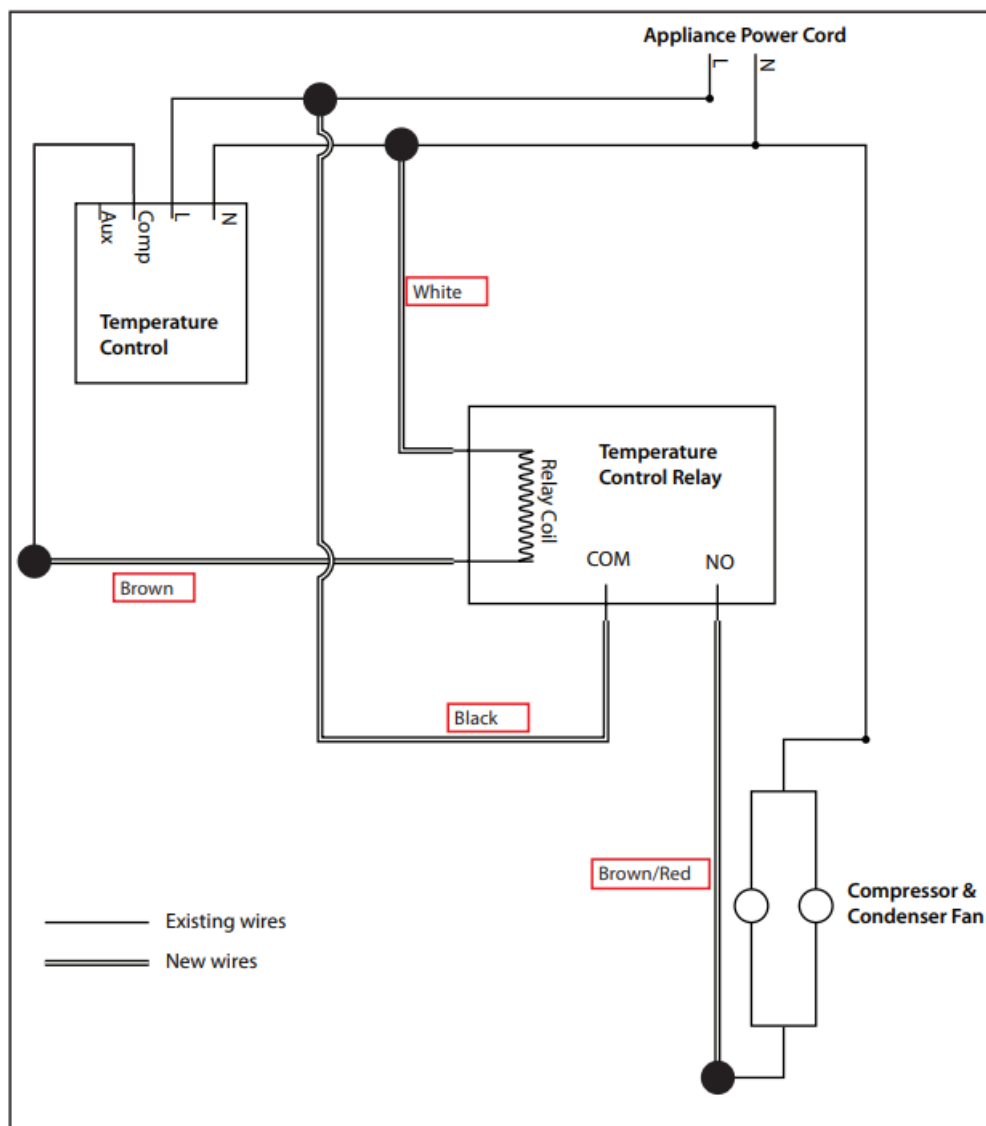 Appliance Power Cord
L
N
Aux
Comp
L
N
Temperature
Control
White
Temperature
Control Relay
Relay Coil
COM
NO
Brown
Black
Brown/Red
Compressor &
Condenser Fan
Existing wires
New wires